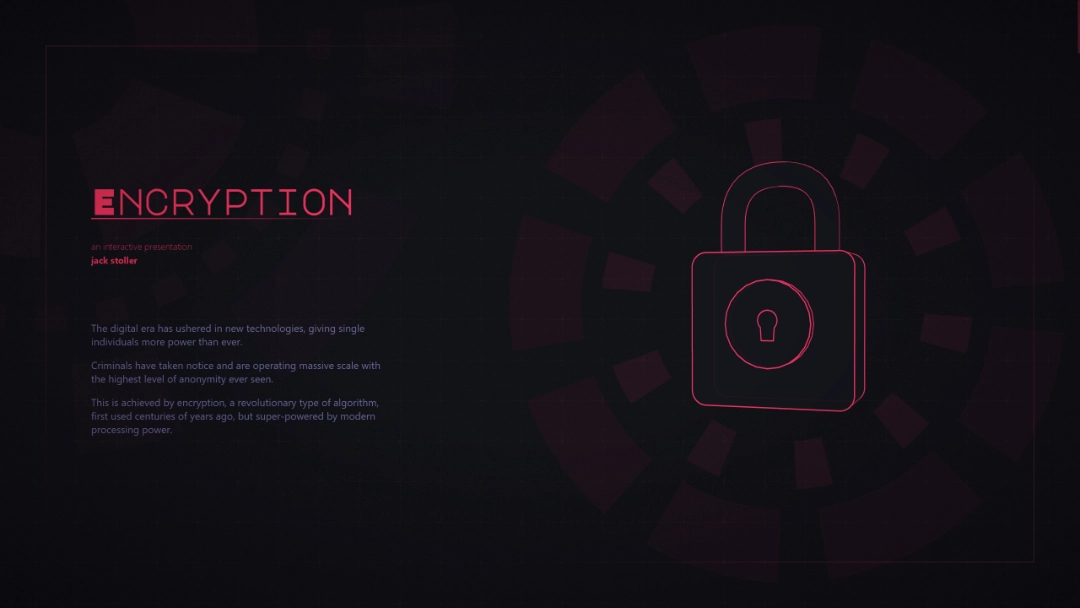 ENCRYPTION
an interactive presentation
jack stoller
The digital era has ushered in new technologies, giving single
individuals more power than ever.
Criminals have taken notice and are operating massive scale with
the highest level of anonymity ever seen.
This is achieved by encryption, a revolutionary type of algorithm,
first used centuries of years ago, but super-powered by modern
processing power.